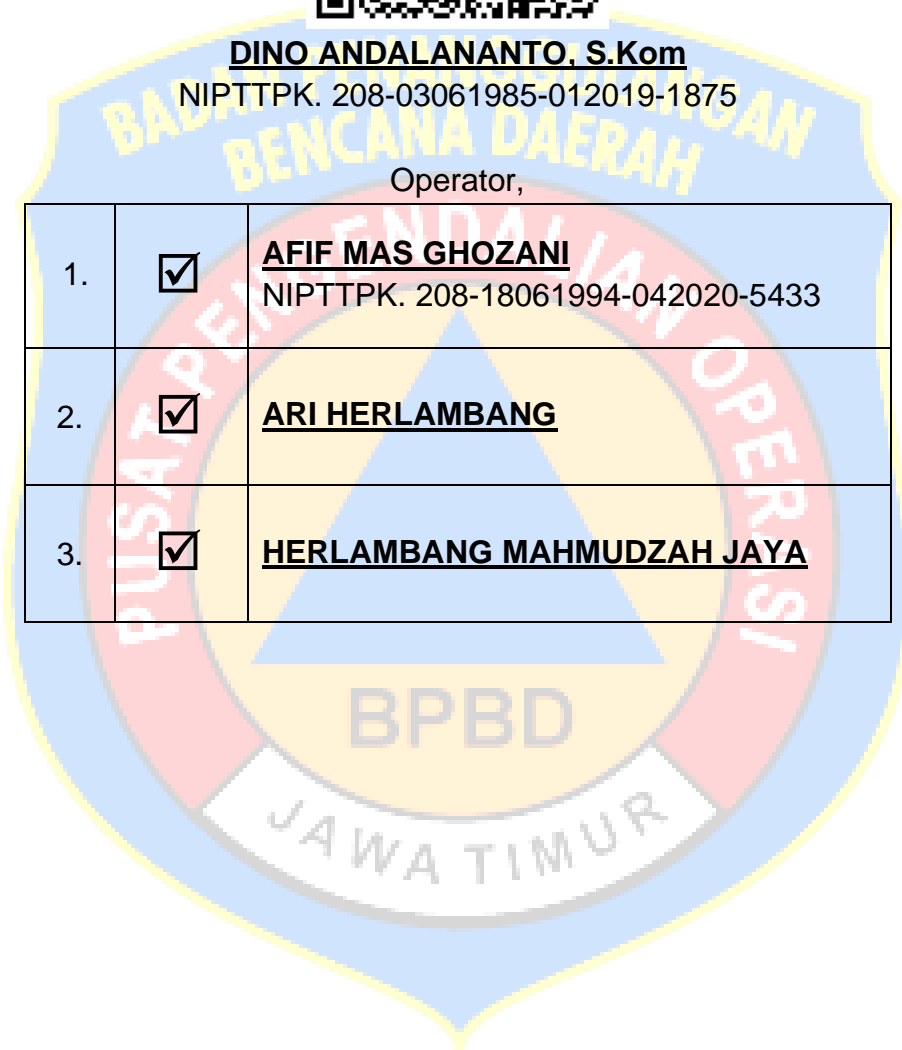 DINO ANDALANANTO, S.Kom
NIPTTPK. 208-03061985-012019-1875
BADAN PENANGGULANGAN
BENCANA DAERAH
Operator,
1. ☑ AFIF MAS GHOZANI
NIPTTPK. 208-18061994-042020-5433
2. ☑ ARI HERLAMBANG
3. ☑ HERLAMBANG MAHMUDZAH JAYA
PUSAT PENGENDALIAN OPERASI
BPBD
JAWA TIMUR